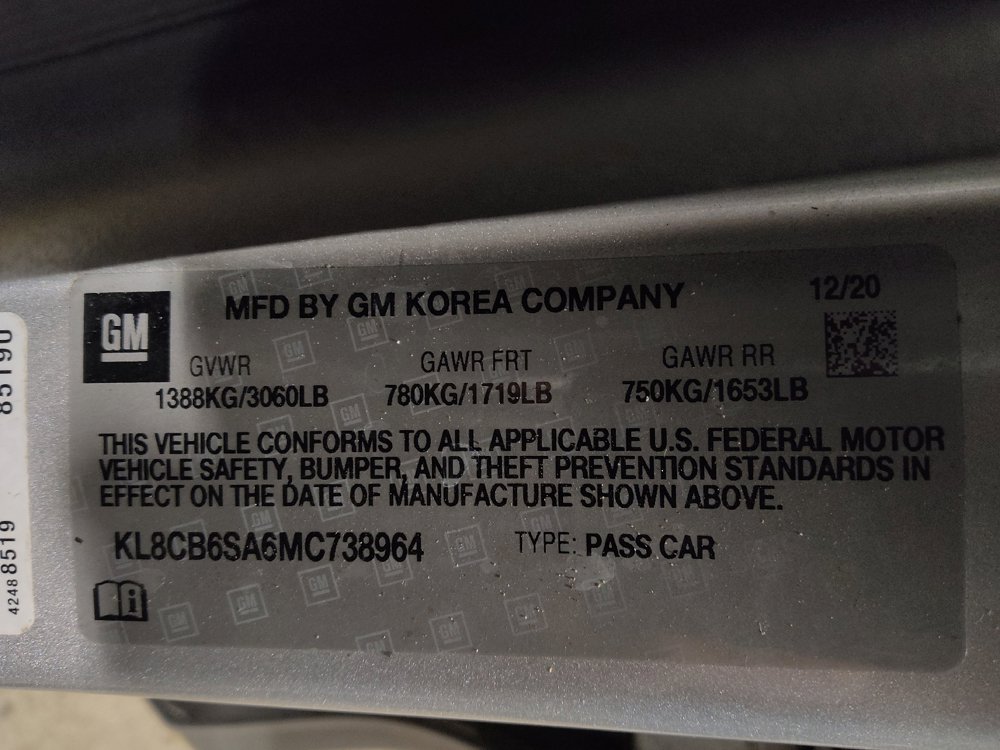 MFD BY GM KOREA COMPANY
12/20
GM
GVWR
GAWR FRT
GAWR RR
1388KG/3060LB
780KG/1719LB
750KG/1653LB
THIS VEHICLE CONFORMS TO ALL APPLICABLE U.S. FEDERAL MOTOR
VEHICLE SAFETY, BUMPER, AND THEFT PREVENTION STANDARDS IN
EFFECT ON THE DATE OF MANUFACTURE SHOWN ABOVE.
KL8CB6SA6MC738964
TYPE: PASS CAR
42488519